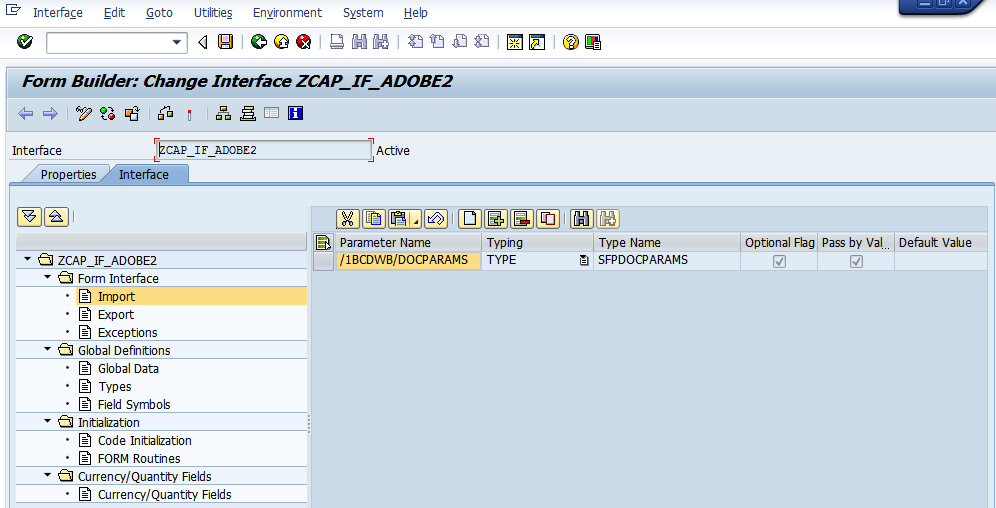 Interface Edit Goto Utilities Environment System Help
Form Builder: Change Interface ZCAP_IF_ADOBE2
Interface ZCAP_IF_ADOBE2 Active
Properties Interface
Parameter Name Typing Type Name Optional Flag Pass by Val... Default Value
/1BCDWB/DOCPARAMS TYPE SFPDOCPARAMS
ZCAP_IF_ADOBE2
Form Interface
Import
Export
Exceptions
Global Definitions
Global Data
Types
Field Symbols
Initialization
Code Initialization
FORM Routines
Currency/Quantity Fields
Currency/Quantity Fields